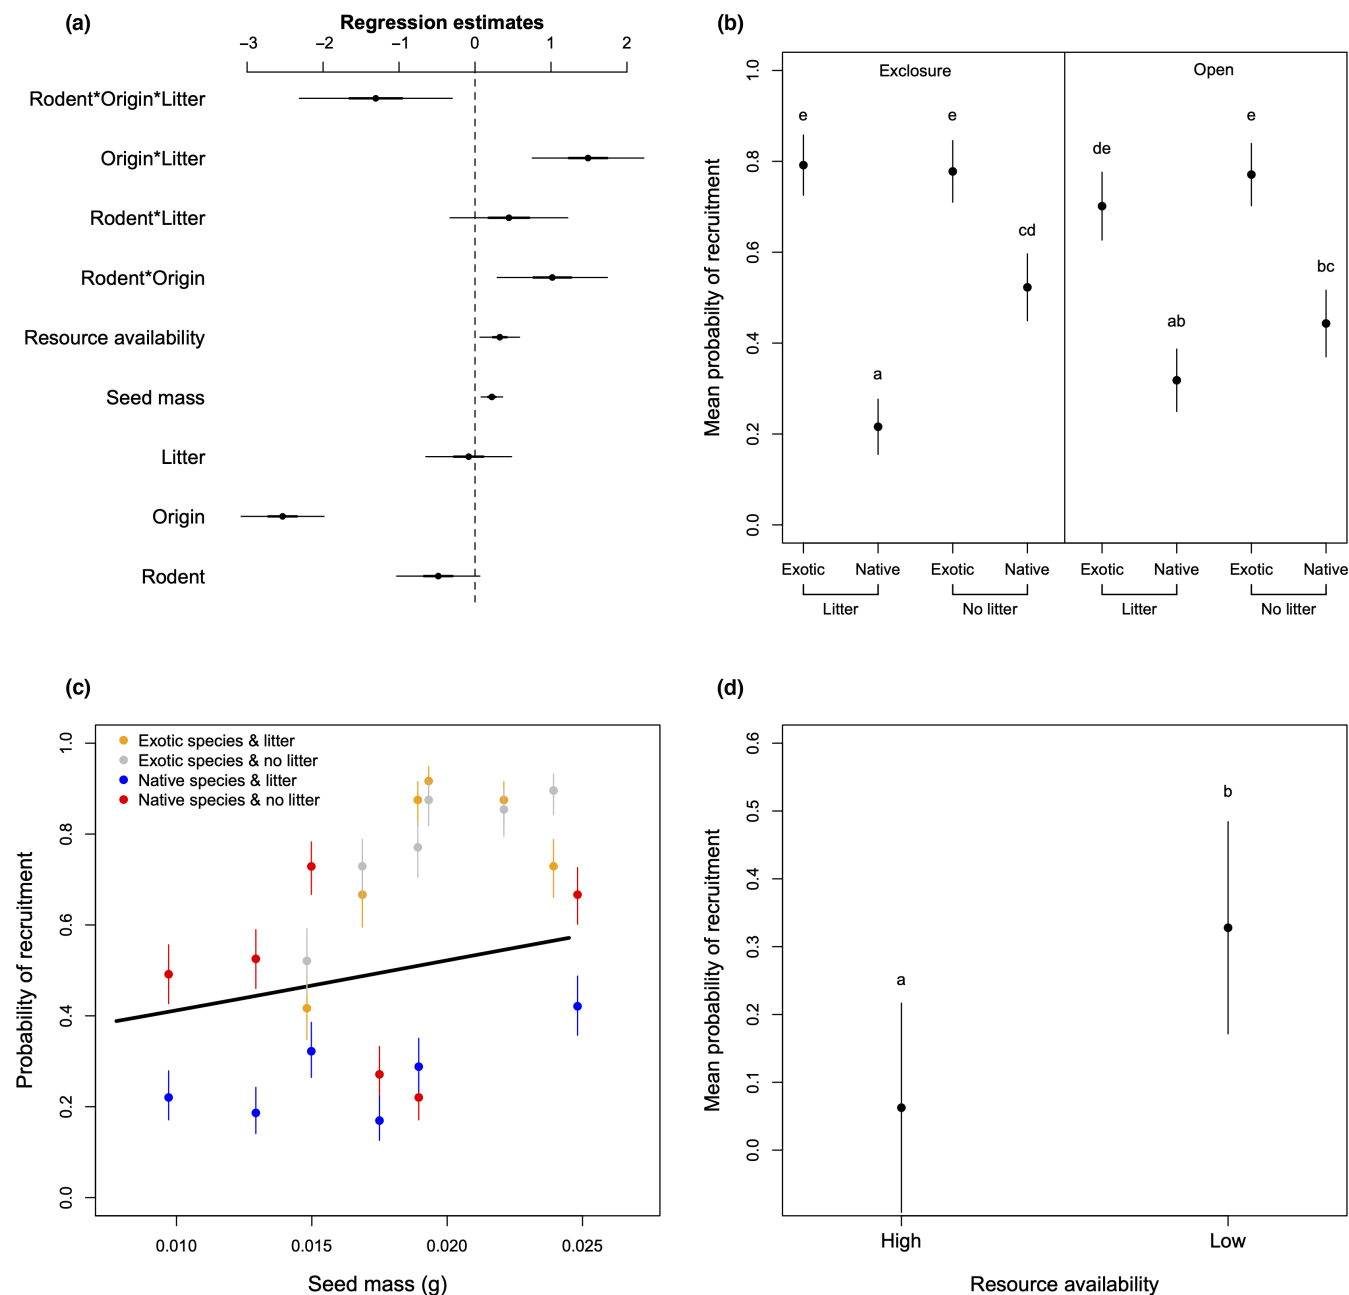 (a)
Regression estimates
−3 −2 −1 0 1 2
Rodent*Origin*Litter
Origin*Litter
Rodent*Litter
Rodent*Origin
Resource availability
Seed mass
Litter
Origin
Rodent
(b)
Exclosure Open
e e e
de
cd
bc
ab
a
Mean probabilty of recruitment
1.0
0.8
0.6
0.4
0.2
0.0
Exotic Native Exotic Native Exotic Native Exotic Native
Litter No litter Litter No litter
(c)
Exotic species & litter
Exotic species & no litter
Native species & litter
Native species & no litter
Probability of recruitment
1.0
0.8
0.6
0.4
0.2
0.0
0.010 0.015 0.020 0.025
Seed mass (g)
(d)
Mean probability of recruitment
0.6
0.5
0.4
0.3
0.2
0.1
0.0
a
b
High Low
Resource availability